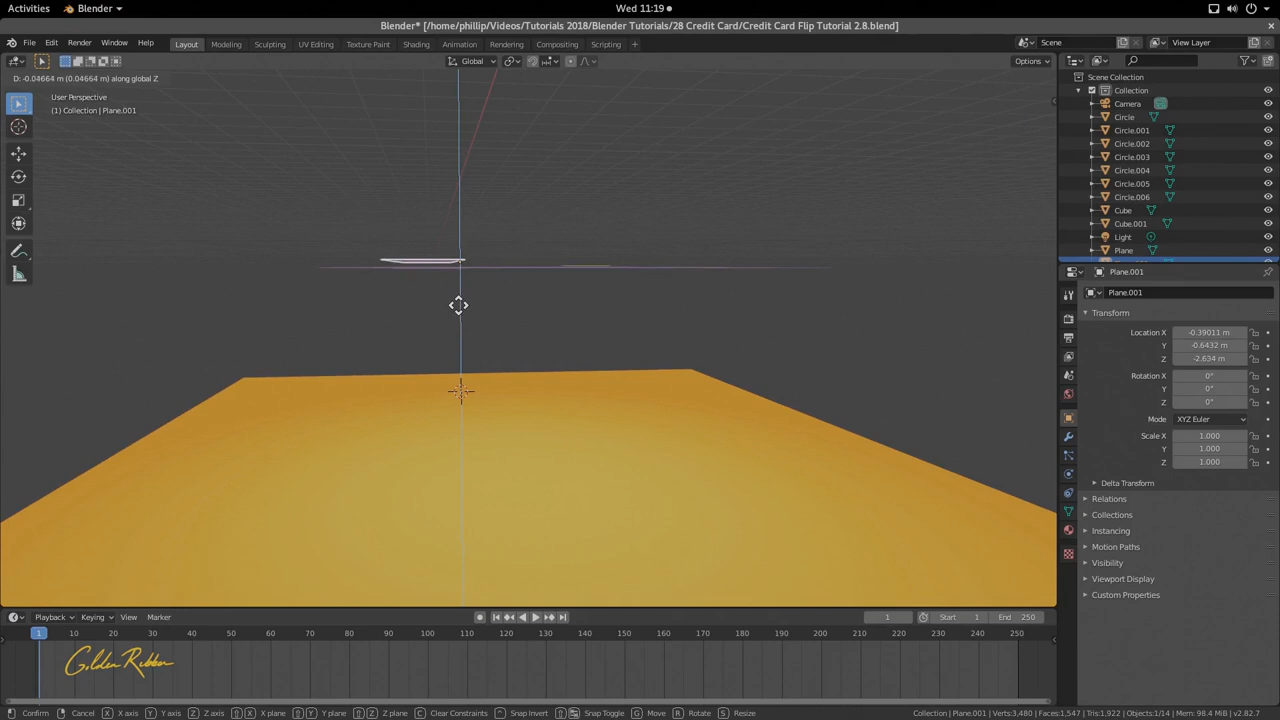 Activities Blender Wed 11:19
Blender* [/home/phillip/Videos/Tutorials 2018/Blender Tutorials/28 Credit Card/Credit Card Flip Tutorial 2.8.blend]
File Edit Render Window Help Layout Modeling Sculpting UV Editing Texture Paint Shading Animation Rendering Compositing Scripting + Scene View Layer
Global Options
D: -0.04664 m (0.04664 m) along global Z
User Perspective
(1) Collection | Plane.001
Scene Collection
Collection
Camera
Circle
Circle.001
Circle.002
Circle.003
Circle.004
Circle.005
Circle.006
Cube
Cube.001
Light
Plane
Plane.001
Plane.001
Transform
Location X -0.39011 m
Y -0.6432 m
Z -2.634 m
Rotation X 0°
Y 0°
Z 0°
Mode XYZ Euler
Scale X 1.000
Y 1.000
Z 1.000
Delta Transform
Relations
Collections
Instancing
Motion Paths
Visibility
Viewport Display
Custom Properties
Playback Keying View Marker 1 Start 1 End 250
1 10 20 30 40 50 60 70 80 90 100 110 120 130 140 150 160 170 180 190 200 210 220 230 240 250
Golden Rubber
Confirm Cancel X X axis Y Y axis Z Z axis X X plane Y Y plane Z Z plane C Clear Constraints Snap Invert Snap Toggle G Move R Rotate S Resize Collection | Plane.001 | Verts:3,480 | Faces:1,547 | Tris:1,922 | Objects:1/14 | Mem: 98.4 MiB | v2.82.7